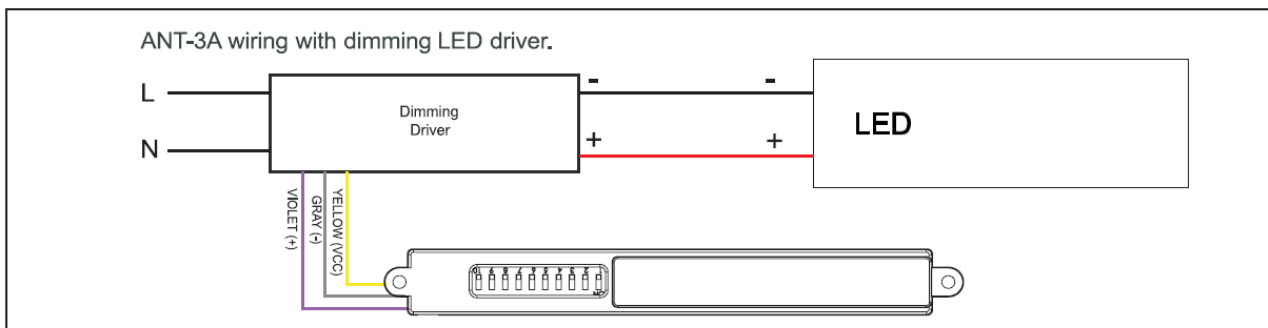 ANT-3A wiring with dimming LED driver.
L
-
-
Dimming
Driver
LED
N
+
+
VIOLET (+)
GRAY (-)
YELLOW (VCC)